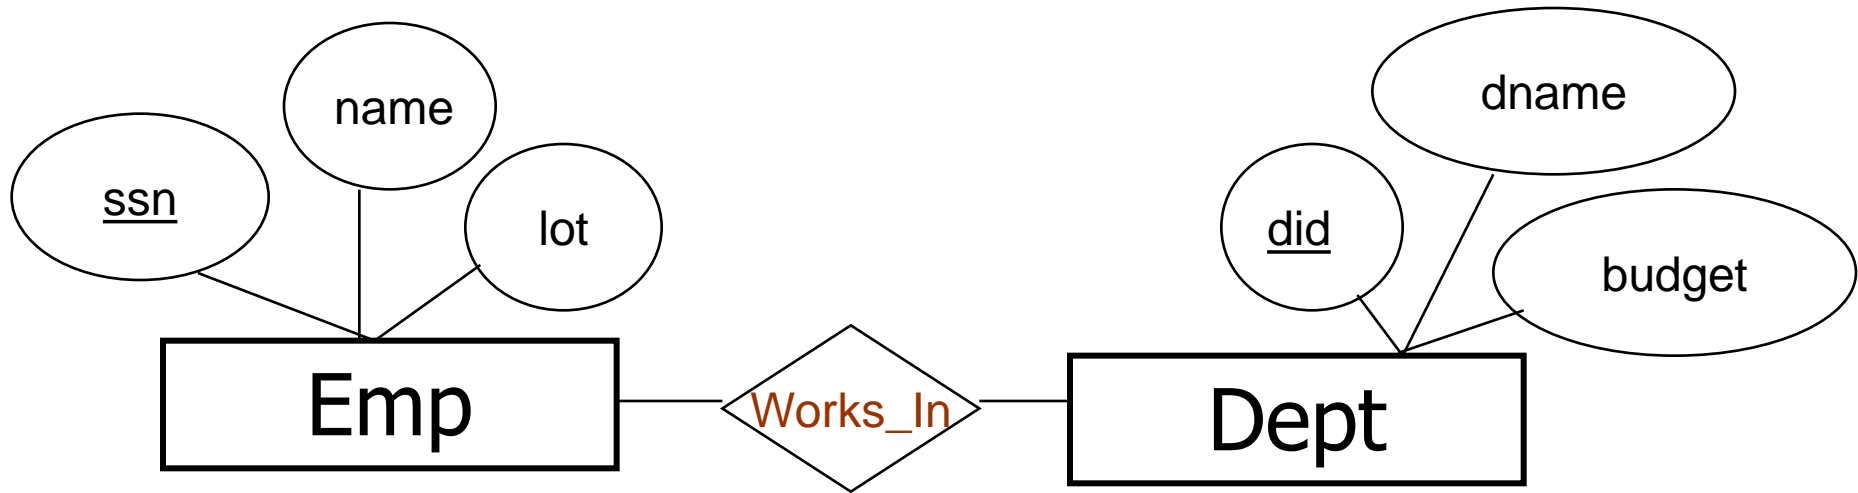 name
ssn
lot
dname
did
budget
Emp
Works_In
Dept